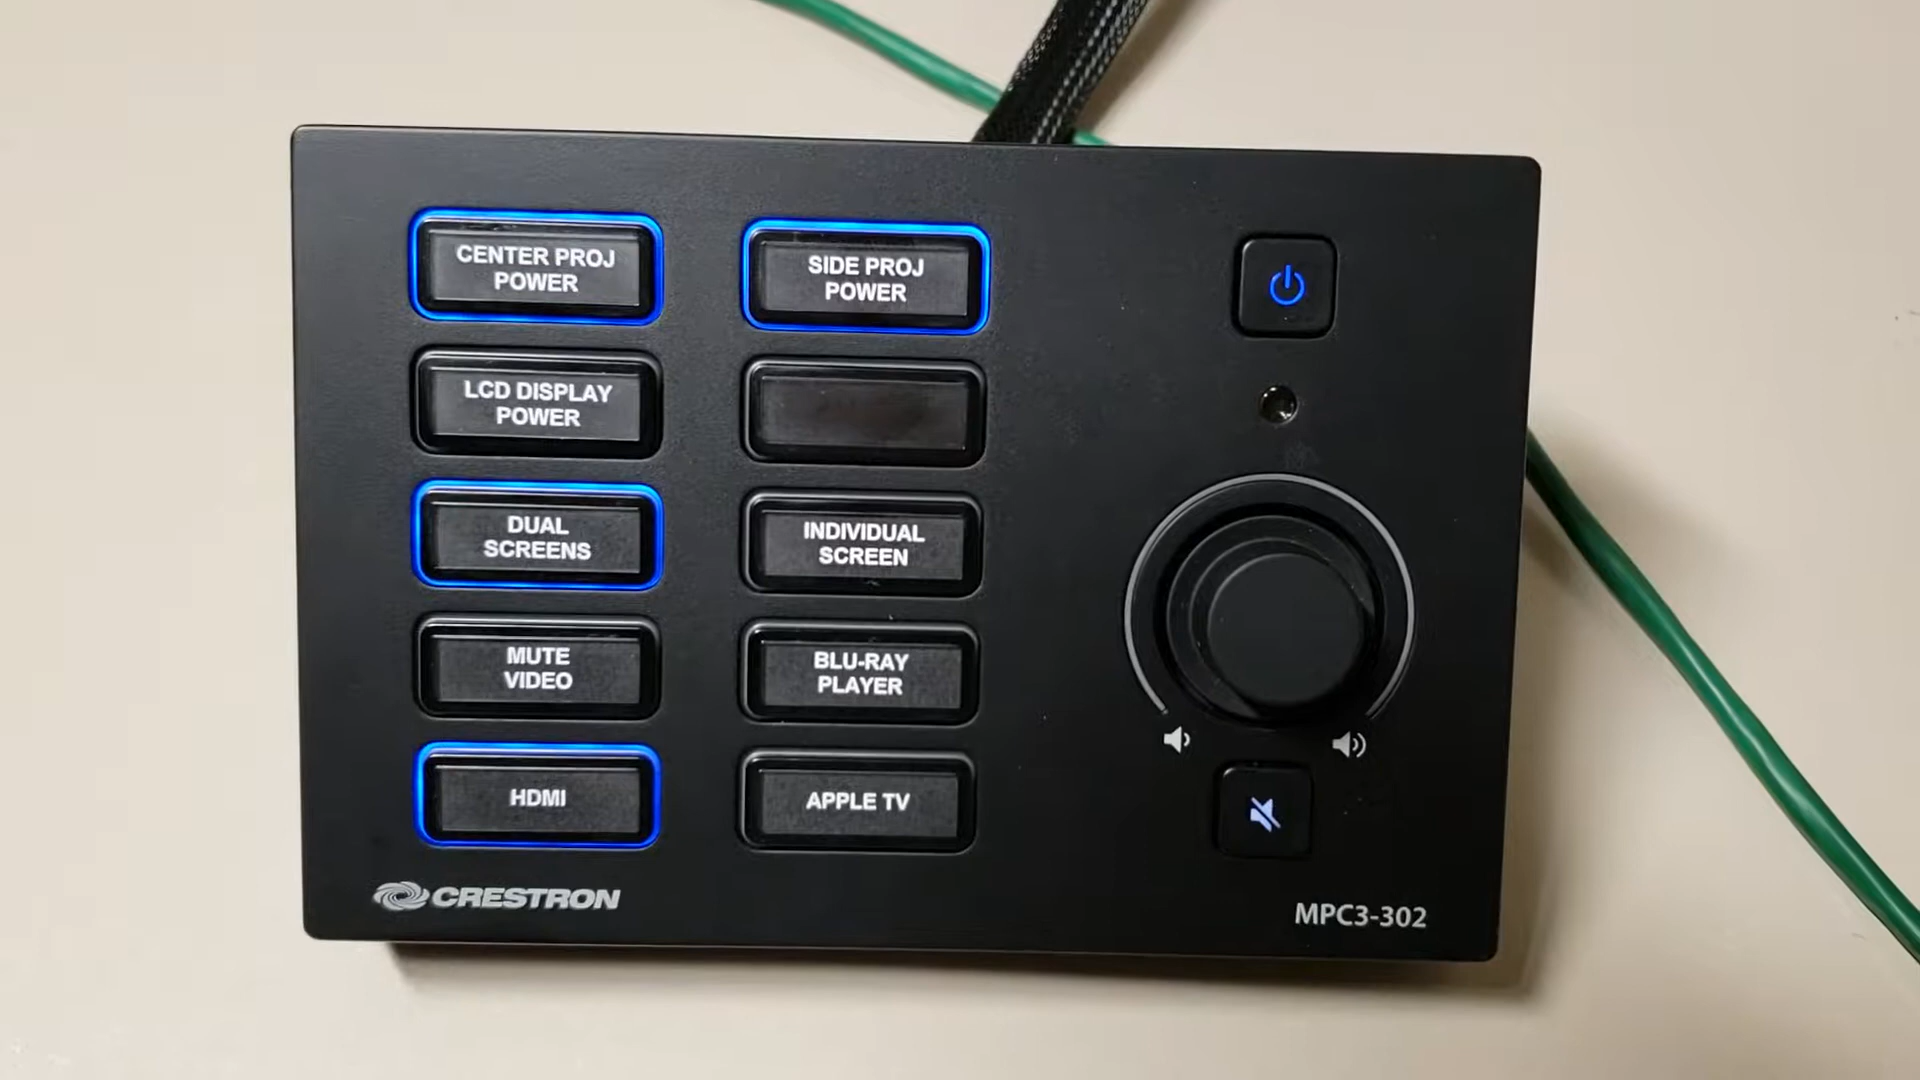 CENTER PROJ
POWER
SIDE PROJ
POWER
LCD DISPLAY
POWER
DUAL
SCREENS
INDIVIDUAL
SCREEN
MUTE
VIDEO
BLU-RAY
PLAYER
HDMI
APPLE TV
CRESTRON
MPC3-302